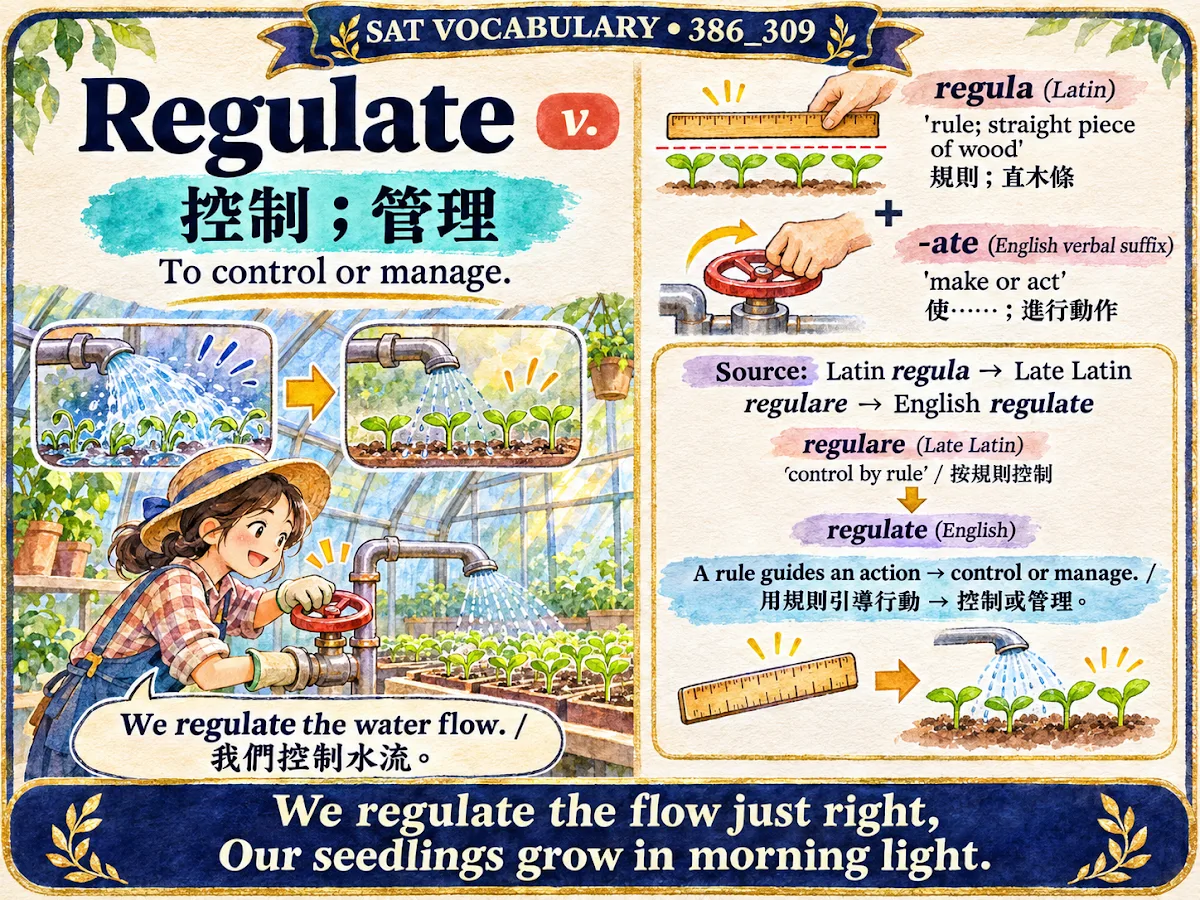 SAT VOCABULARY • 386_309
Regulate v.
控制；管理
To control or manage.
We regulate the water flow. /
我們控制水流。
regula (Latin)
'rule; straight piece
of wood'
規則；直木條
+
-ate (English verbal suffix)
'make or act'
使……；進行動作
Source: Latin regula → Late Latin
regulare → English regulate
regulare (Late Latin)
'control by rule' / 按規則控制
regulate (English)
A rule guides an action → control or manage. /
用規則引導行動 → 控制或管理。
We regulate the flow just right,
Our seedlings grow in morning light.